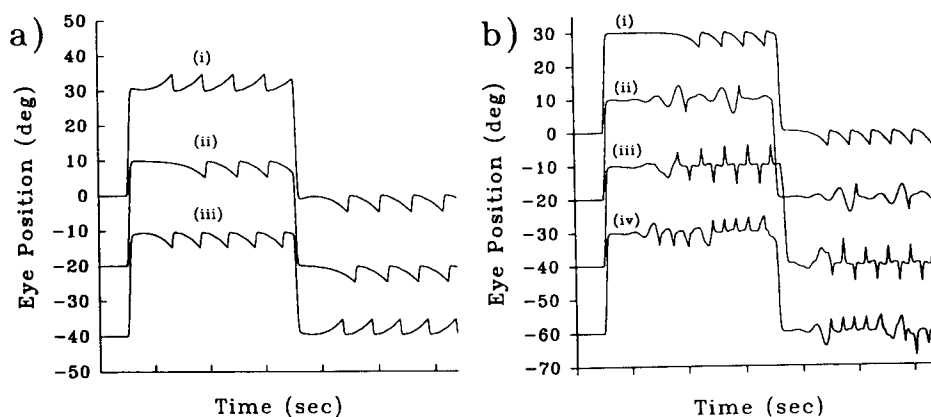 a)
Eye Position (deg)
50
40
30
20
10
0
-10
-20
-30
-40
-50
(i)
(ii)
(iii)
Time (sec)
b)
Eye Position (deg)
30
20
10
0
-10
-20
-30
-40
-50
-60
-70
(i)
(ii)
(iii)
(iv)
Time (sec)